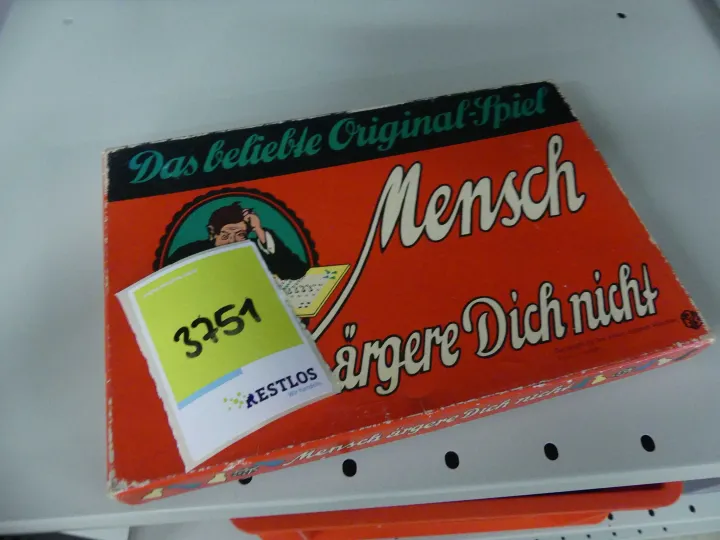 Das beliebte Original-Spiel
Mensch
ärgere Dich nicht
3751
RESTLOS
Mensch ärgere Dich nicht